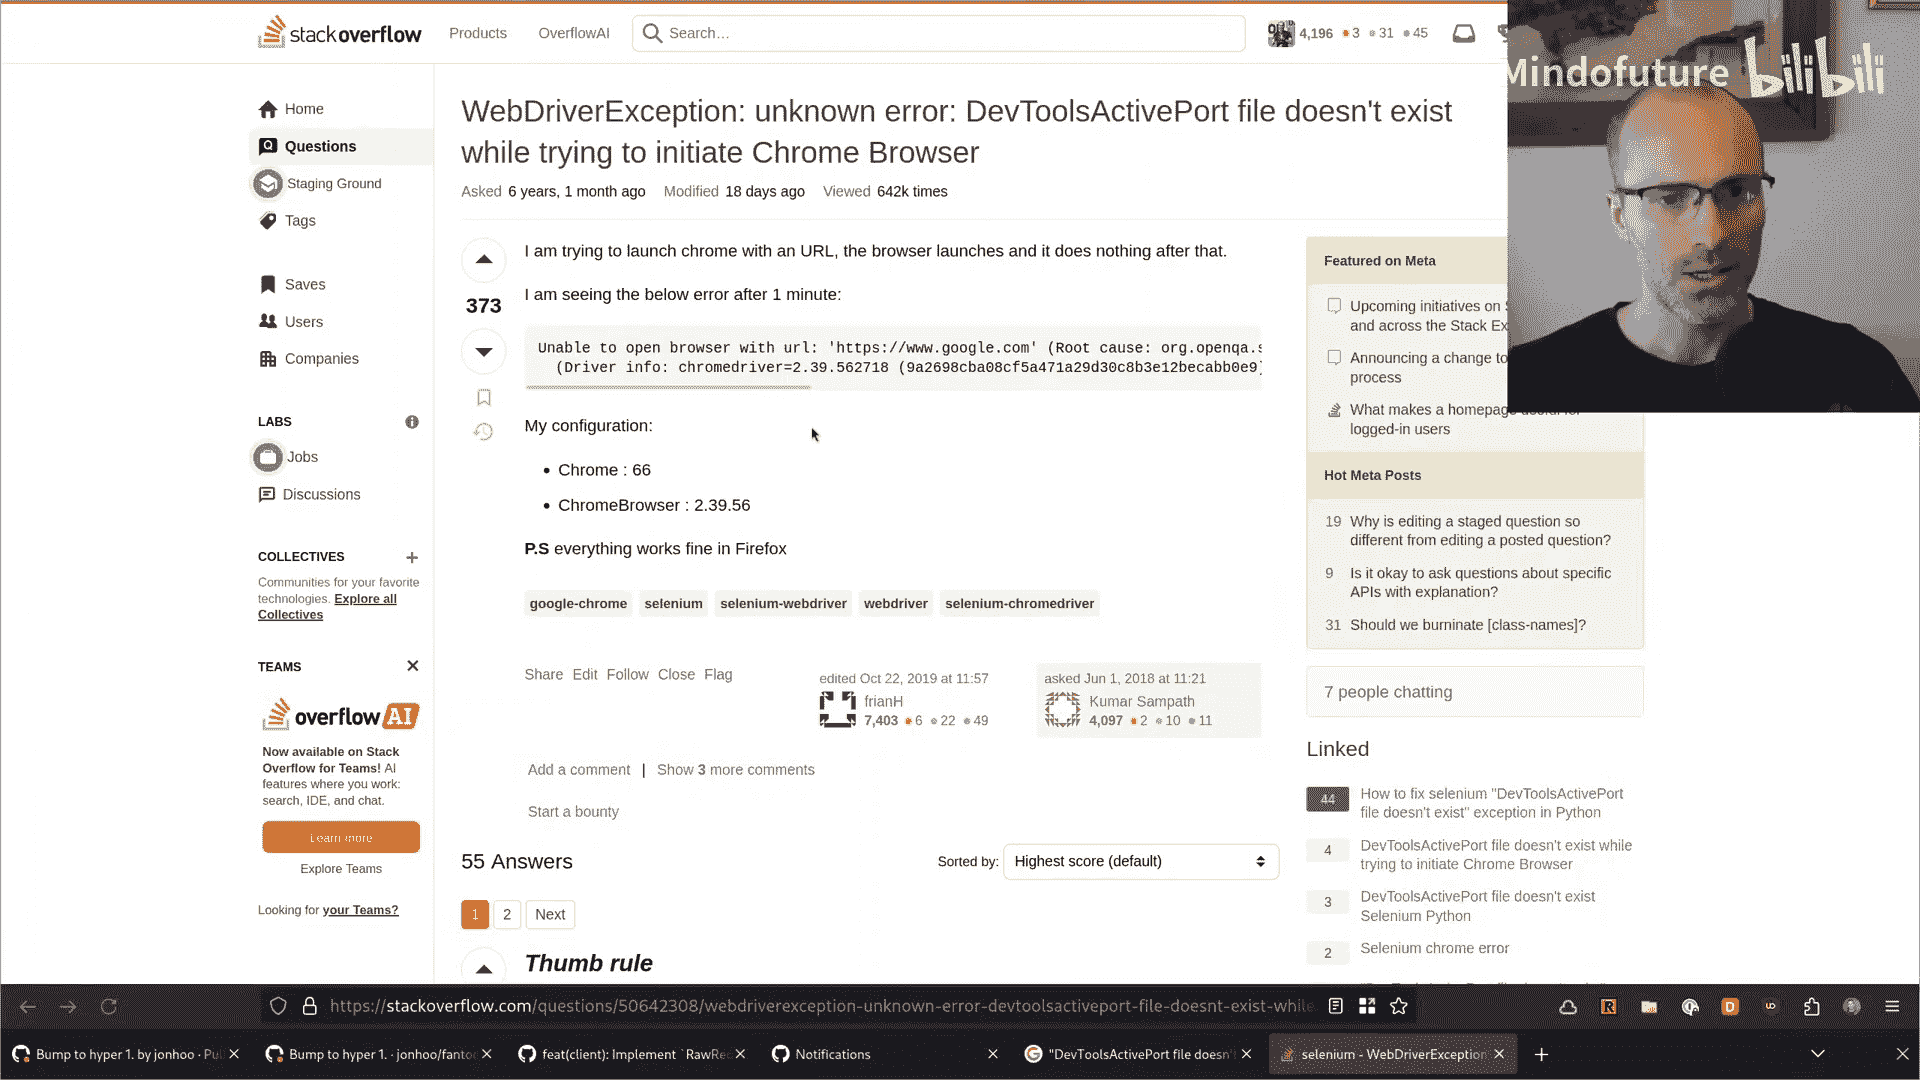 stack overflow
Products
OverflowAI
Search…
4,196 3 31 45
Mindofuture bilibili
Home
Questions
Staging Ground
Tags
Saves
Users
Companies
LABS
Jobs
Discussions
COLLECTIVES
Communities for your favorite
technologies. Explore all
Collectives
TEAMS
overflow AI
Now available on Stack
Overflow for Teams! AI
features where you work:
search, IDE, and chat.
Learn more
Explore Teams
Looking for your Teams?
WebDriverException: unknown error: DevToolsActivePort file doesn't exist
while trying to initiate Chrome Browser
Asked 6 years, 1 month ago Modified 18 days ago Viewed 642k times
373
I am trying to launch chrome with an URL, the browser launches and it does nothing after that.
I am seeing the below error after 1 minute:
Unable to open browser with url: 'https://www.google.com' (Root cause: org.openqa.s
(Driver info: chromedriver=2.39.562718 (9a2698cba08cf5a471a29d30c8b3e12becabb0e9)
My configuration:
• Chrome : 66
• ChromeBrowser : 2.39.56
P.S everything works fine in Firefox
google-chrome selenium selenium-webdriver webdriver selenium-chromedriver
Share Edit Follow Close Flag
edited Oct 22, 2019 at 11:57
frianH
7,403 6 22 49
asked Jun 1, 2018 at 11:21
Kumar Sampath
4,097 2 10 11
Add a comment | Show 3 more comments
Start a bounty
55 Answers
Sorted by: Highest score (default)
1 2 Next
Thumb rule
Featured on Meta
Upcoming initiatives on
and across the Stack Ex
Announcing a change to
process
What makes a homepage useful for
logged-in users
Hot Meta Posts
19 Why is editing a staged question so
different from editing a posted question?
9 Is it okay to ask questions about specific
APIs with explanation?
31 Should we burninate [class-names]?
7 people chatting
Linked
44 How to fix selenium "DevToolsActivePort
file doesn't exist" exception in Python
4 DevToolsActivePort file doesn't exist while
trying to initiate Chrome Browser
3 DevToolsActivePort file doesn't exist
Selenium Python
2 Selenium chrome error
https://stackoverflow.com/questions/50642308/webdriverexception-unknown-error-devtoolsactiveport-file-doesnt-exist-while
Bump to hyper 1. by jonhoo · Pul
Bump to hyper 1. · jonhoo/fanto
feat(client): Implement `RawRe
Notifications
"DevToolsActivePort file doesn'
selenium - WebDriverException